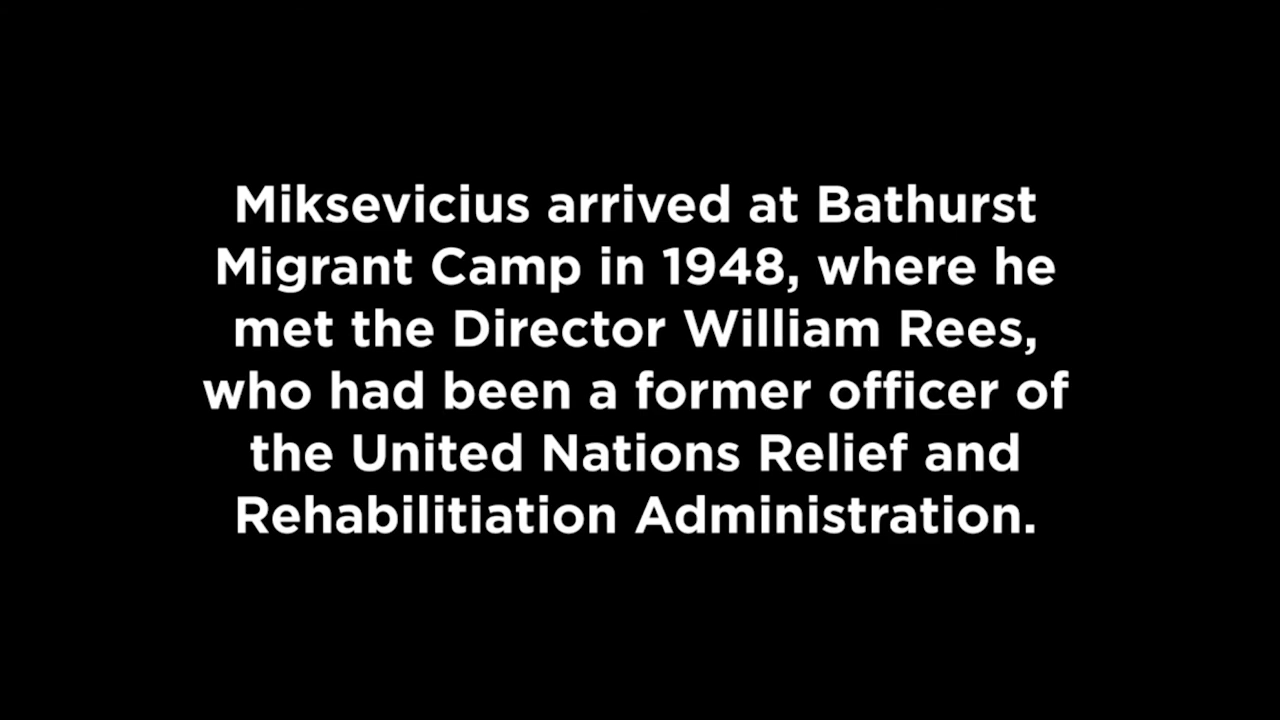 Miksevicius arrived at Bathurst
Migrant Camp in 1948, where he
met the Director William Rees,
who had been a former officer of
the United Nations Relief and
Rehabilitiation Administration.